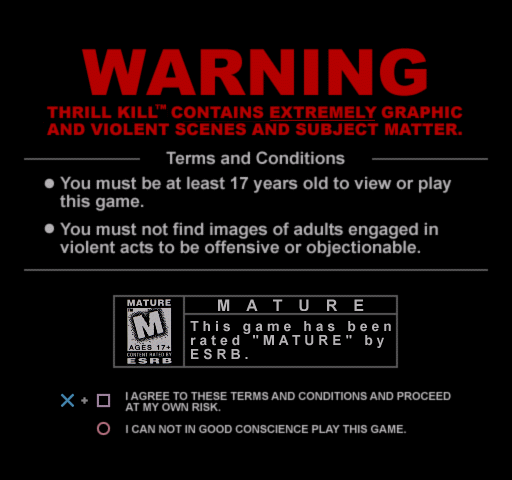 WARNING
THRILL KILL™ CONTAINS EXTREMELY GRAPHIC
AND VIOLENT SCENES AND SUBJECT MATTER.
Terms and Conditions
● You must be at least 17 years old to view or play
this game.
● You must not find images of adults engaged in
violent acts to be offensive or objectionable.
MATURE
M
AGES 17+
CONTENT RATED BY
ESRB
MATURE
This game has been
rated "MATURE" by
ESRB.
+ I AGREE TO THESE TERMS AND CONDITIONS AND PROCEED
AT MY OWN RISK.
I CAN NOT IN GOOD CONSCIENCE PLAY THIS GAME.